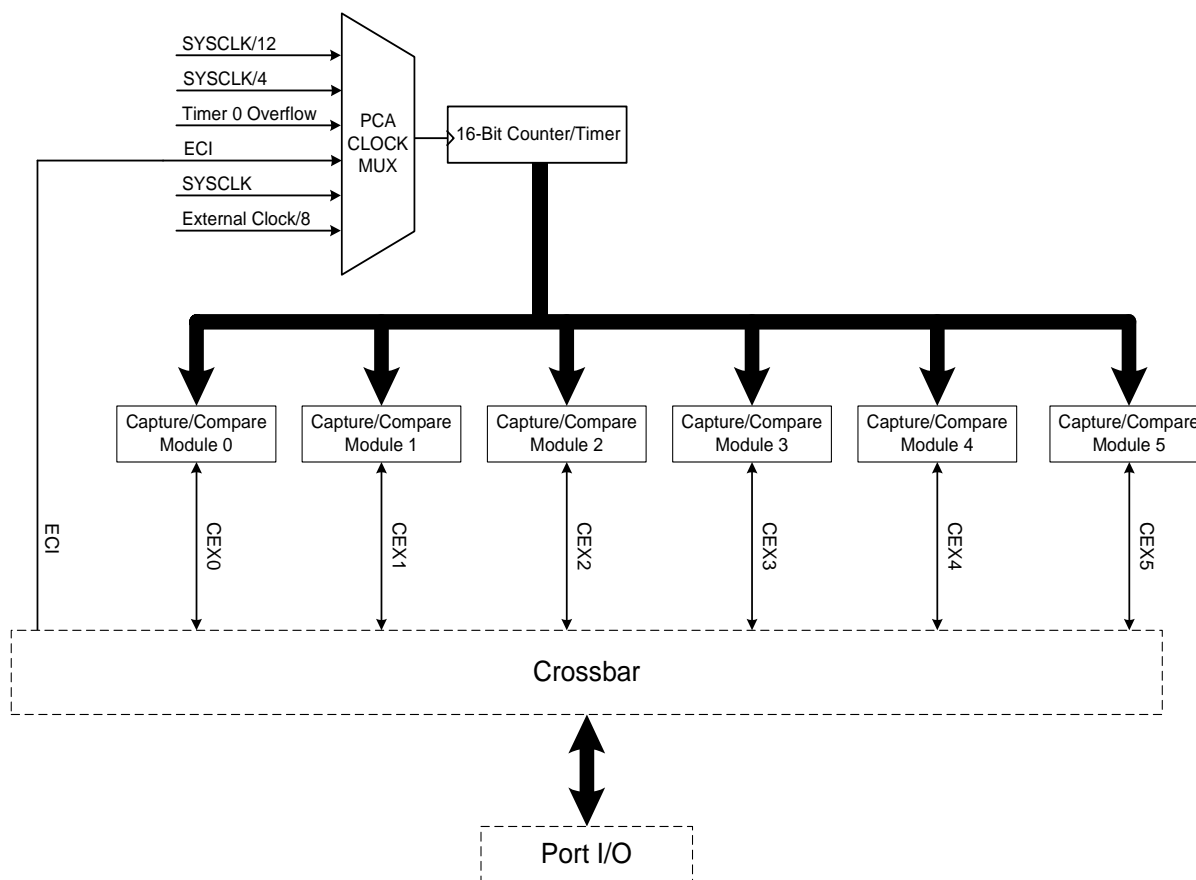 SYSCLK/12
SYSCLK/4
Timer 0 Overflow
ECI
SYSCLK
External Clock/8
PCA
CLOCK
MUX
16-Bit Counter/Timer
Capture/Compare
Module 0
Capture/Compare
Module 1
Capture/Compare
Module 2
Capture/Compare
Module 3
Capture/Compare
Module 4
Capture/Compare
Module 5
ECI
CEX0
CEX1
CEX2
CEX3
CEX4
CEX5
Crossbar
Port I/O